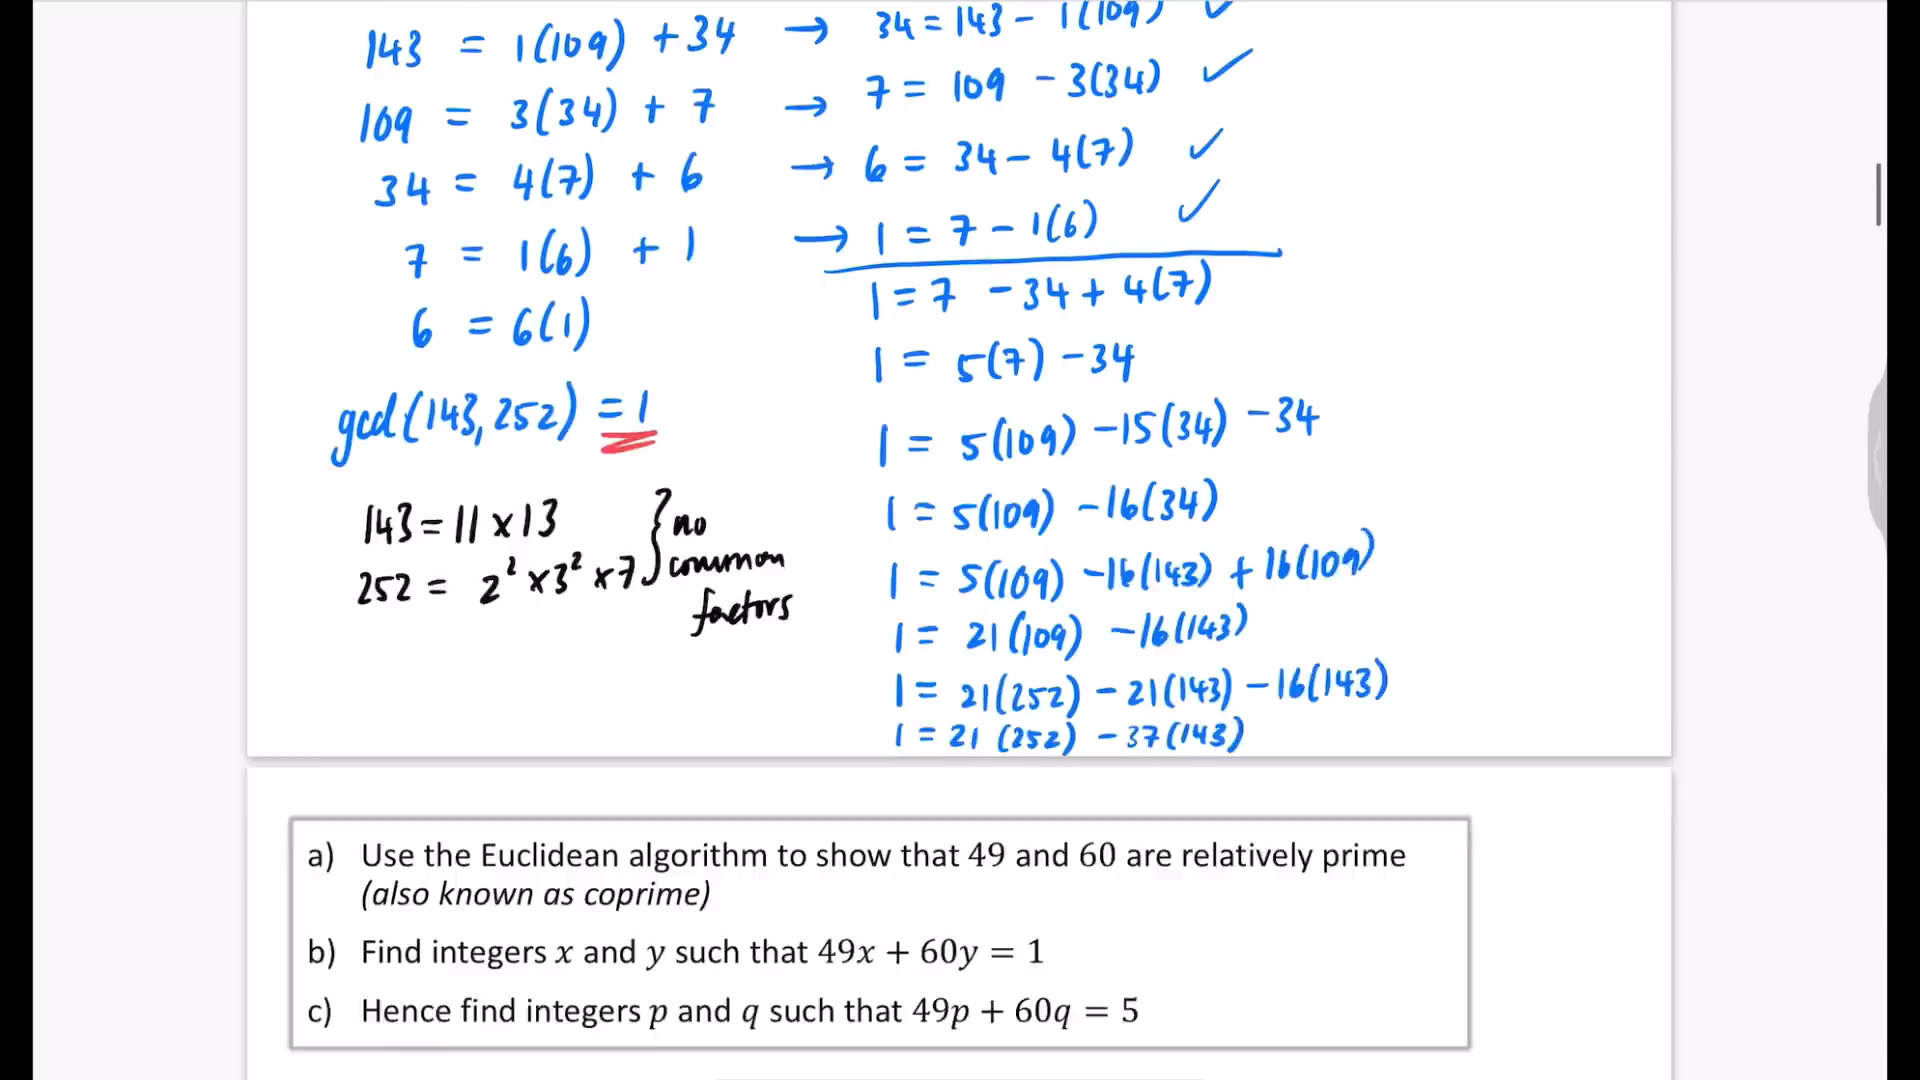 143 = 1(109) + 34 → 34 = 143 - 1(109) ✓
109 = 3(34) + 7 → 7 = 109 - 3(34) ✓
34 = 4(7) + 6 → 6 = 34 - 4(7) ✓
7 = 1(6) + 1 → 1 = 7 - 1(6) ✓
6 = 6(1)
gcd(143, 252) = 1
143 = 11 × 13
252 = 2² × 3² × 7
} no
common
factors
1 = 7 - 34 + 4(7)
1 = 5(7) - 34
1 = 5(109) - 15(34) - 34
1 = 5(109) - 16(34)
1 = 5(109) - 16(143) + 16(109)
1 = 21(109) - 16(143)
1 = 21(252) - 21(143) - 16(143)
1 = 21(252) - 37(143)
a) Use the Euclidean algorithm to show that 49 and 60 are relatively prime
(also known as coprime)
b) Find integers x and y such that 49x + 60y = 1
c) Hence find integers p and q such that 49p + 60q = 5